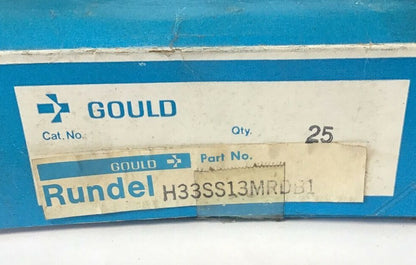 GOULD
Cat. No. Qty. 25
GOULD Part No.
Rundel H33SS13MRDB1